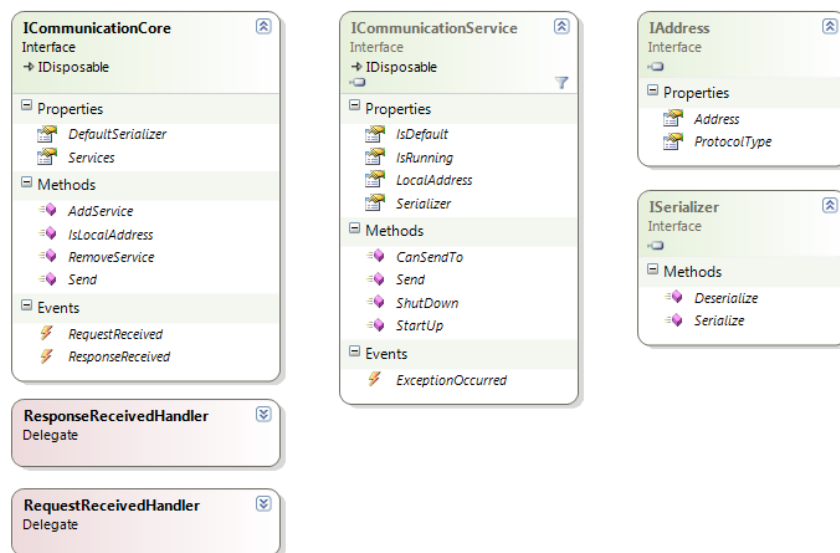 ICommunicationCore
Interface
IDisposable
Properties
DefaultSerializer
Services
Methods
AddService
IsLocalAddress
RemoveService
Send
Events
RequestReceived
ResponseReceived
ResponseReceivedHandler
Delegate
RequestReceivedHandler
Delegate
ICommunicationService
Interface
IDisposable
Properties
IsDefault
IsRunning
LocalAddress
Serializer
Methods
CanSendTo
Send
ShutDown
StartUp
Events
ExceptionOccurred
IAddress
Interface
Properties
Address
ProtocolType
ISerializer
Interface
Methods
Deserialize
Serialize